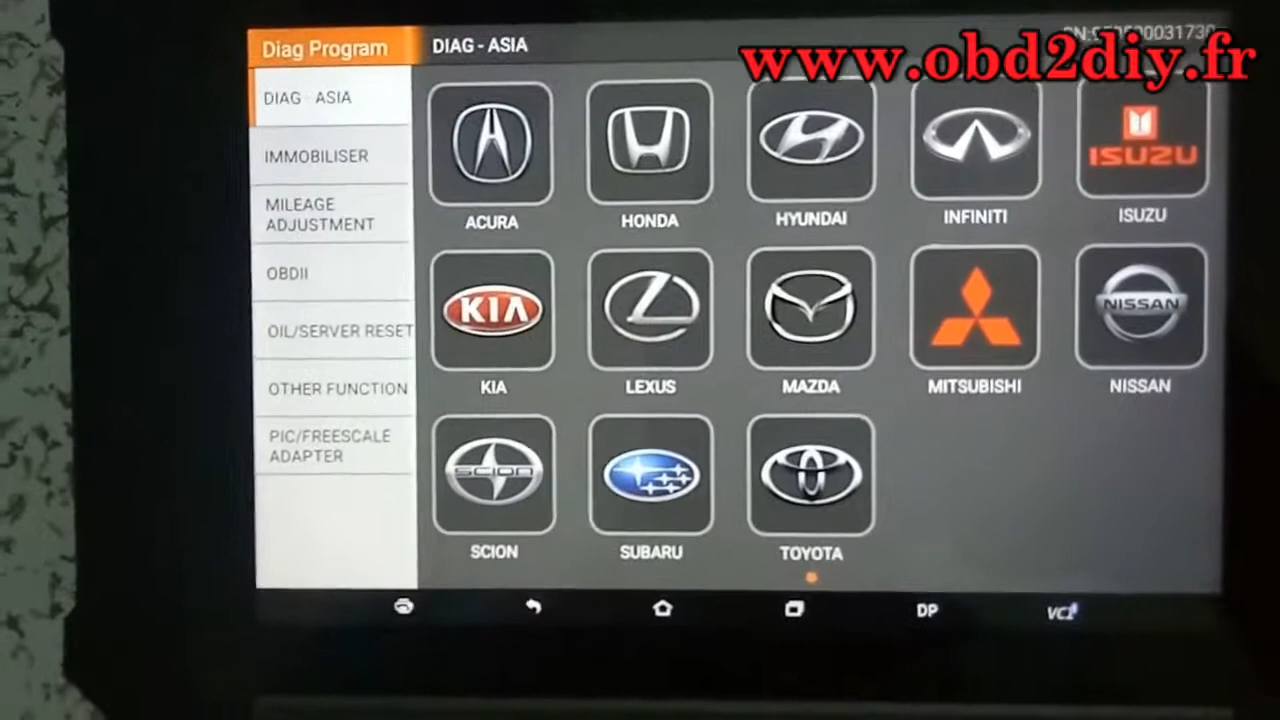 Diag Program
DIAG - ASIA
www.obd2diy.fr
DIAG - ASIA
IMMOBILISER
MILEAGE
ADJUSTMENT
OBDII
OIL/SERVER RESET
OTHER FUNCTION
PIC/FREESCALE
ADAPTER
ISUZU
ACURA
HONDA
HYUNDAI
INFINITI
ISUZU
KIA
NISSAN
KIA
LEXUS
MAZDA
MITSUBISHI
NISSAN
SCION
SCION
SUBARU
TOYOTA
DP
VCI